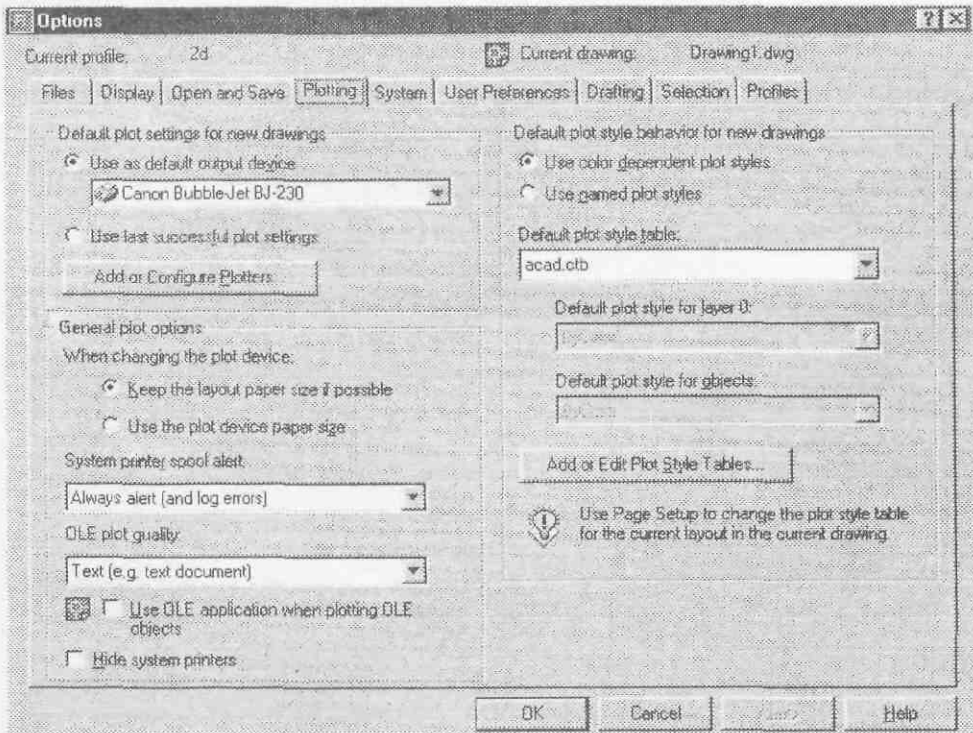 Options
Current profile: 2d
Current drawing: Drawing1.dwg
Files Display Open and Save Plotting System User Preferences Drafting Selection Profiles
Default plot settings for new drawings
Use as default output device
Canon Bubble-Jet BJ-230
Use last successful plot settings
Add or Configure Plotters...
General plot options
When changing the plot device:
Keep the layout paper size if possible
Use the plot device paper size
System printer spool alert:
Always alert (and log errors)
OLE plot quality:
Text (e.g. text document)
Use OLE application when plotting OLE
objects
Hide system printers
Default plot style behavior for new drawings
Use color dependent plot styles
Use named plot styles
Default plot style table:
acad.ctb
Default plot style for layer 0:
Default plot style for objects:
Add or Edit Plot Style Tables...
Use Page Setup to change the plot style table
for the current layout in the current drawing.
OK Cancel Help